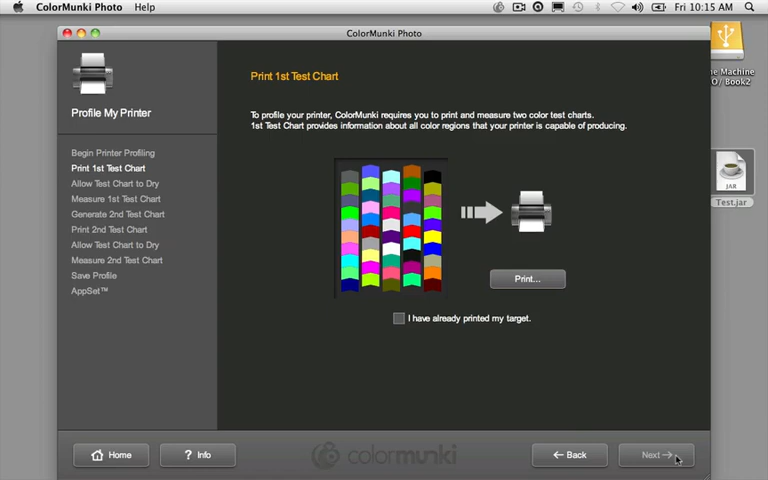 ColorMunki Photo Help Fri 10:15 AM
ColorMunki Photo
Profile My Printer
Begin Printer Profiling
Print 1st Test Chart
Allow Test Chart to Dry
Measure 1st Test Chart
Generate 2nd Test Chart
Print 2nd Test Chart
Allow Test Chart to Dry
Measure 2nd Test Chart
Save Profile
AppSet™
Print 1st Test Chart
To profile your printer, ColorMunki requires you to print and measure two color test charts.
1st Test Chart provides information about all color regions that your printer is capable of producing.
Print...
I have already printed my target.
Home
? Info
colormunki
Back
Next
Machine
/ Book2
JAR
Test.jar